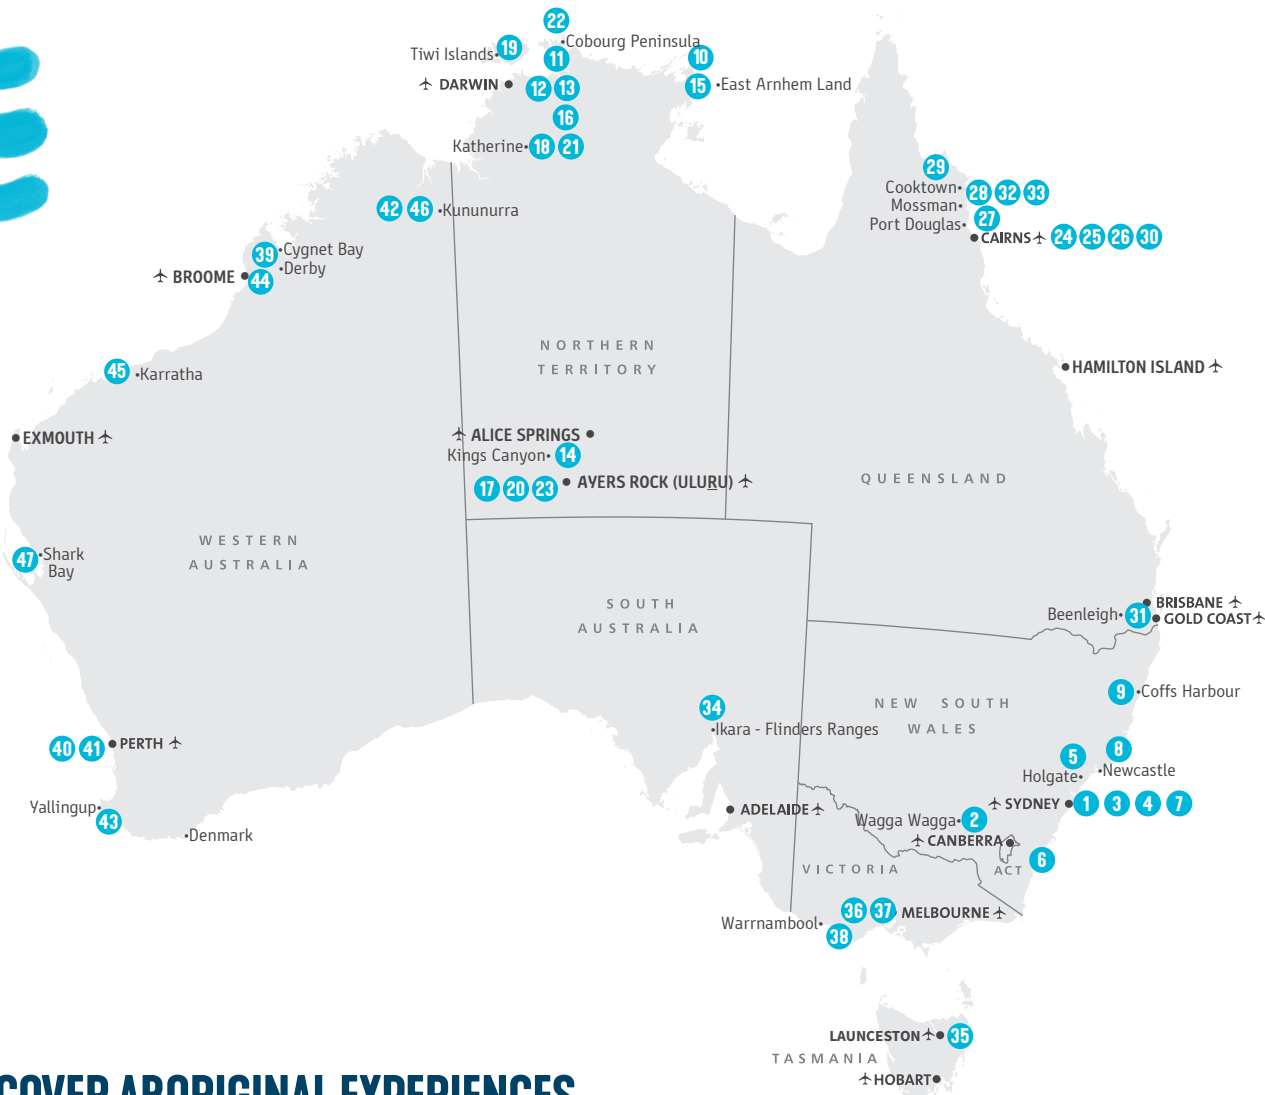 22
Cobourg Peninsula
Tiwi Islands 19
11
10
DARWIN
12 13
15 East Arnhem Land
16
Katherine 18 21
29
Cooktown
28 32 33
Mossman
42 46 Kununurra
27
Port Douglas
CAIRNS 24 25 26 30
39 Cygnet Bay
Derby
BROOME 44
NORTHERN
TERRITORY
45 Karratha
HAMILTON ISLAND
EXMOUTH
ALICE SPRINGS
Kings Canyon 14
17 20 23 AYERS ROCK (ULURU)
QUEENSLAND
WESTERN
AUSTRALIA
47 Shark
Bay
SOUTH
AUSTRALIA
BRISBANE
Beenleigh 31
GOLD COAST
9 Coffs Harbour
NEW SOUTH
WALES
34
Ikara - Flinders Ranges
40 41 PERTH
5
8
Holgate
Newcastle
SYDNEY 1 3 4 7
Yallingup
43
Denmark
ADELAIDE
Wagga Wagga 2
CANBERRA
6
VICTORIA
ACT
36 37 MELBOURNE
Warrnambool
38
LAUNCESTON 35
TASMANIA
HOBART
COVER ABORIGINAL EXPERIENCES